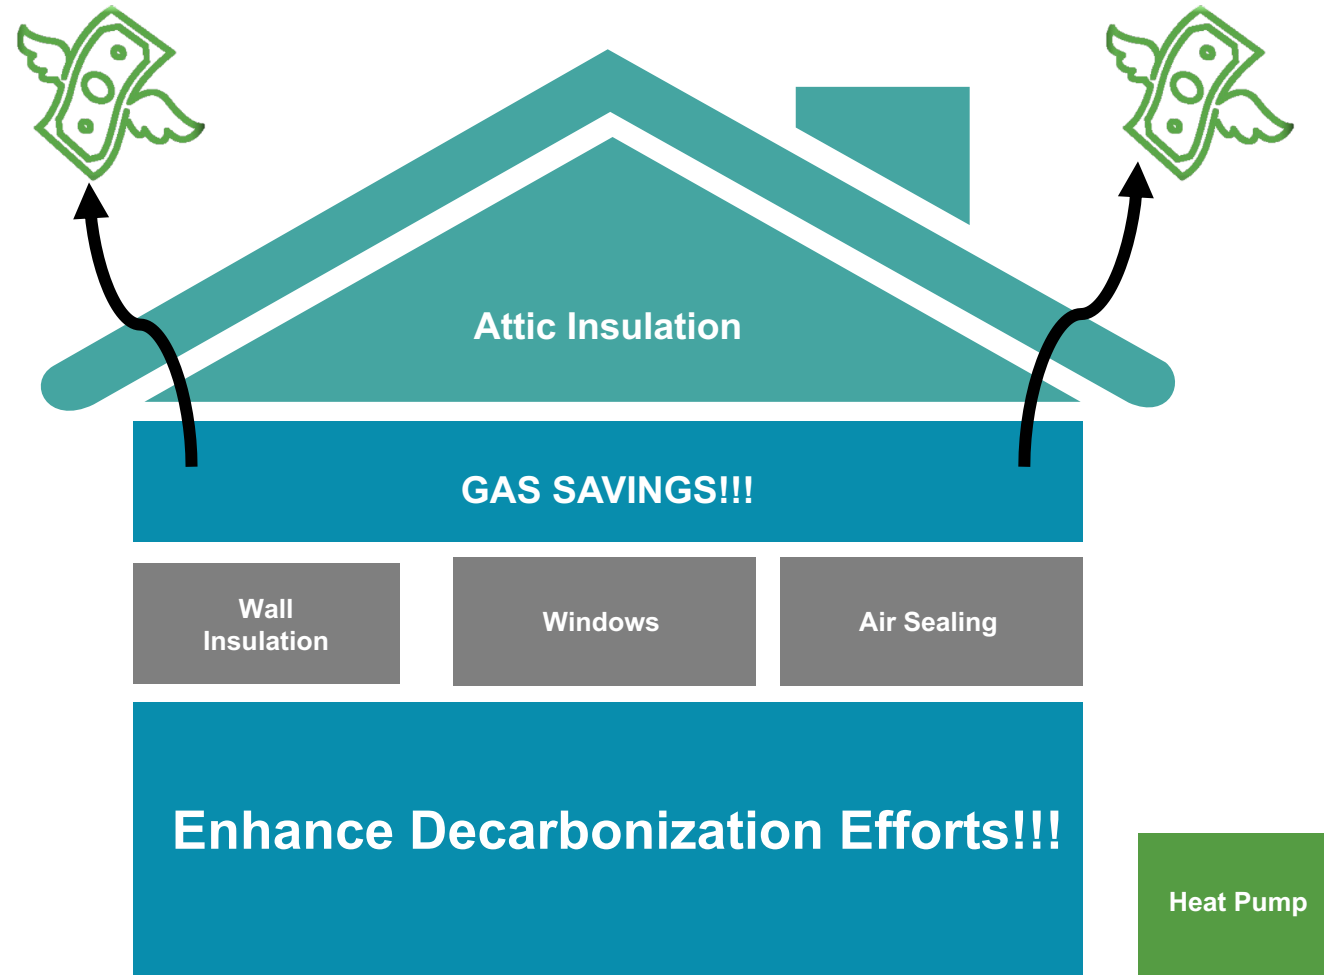 Attic Insulation
GAS SAVINGS!!!
Wall
Insulation
Windows
Air Sealing
Enhance Decarbonization Efforts!!!
Heat Pump